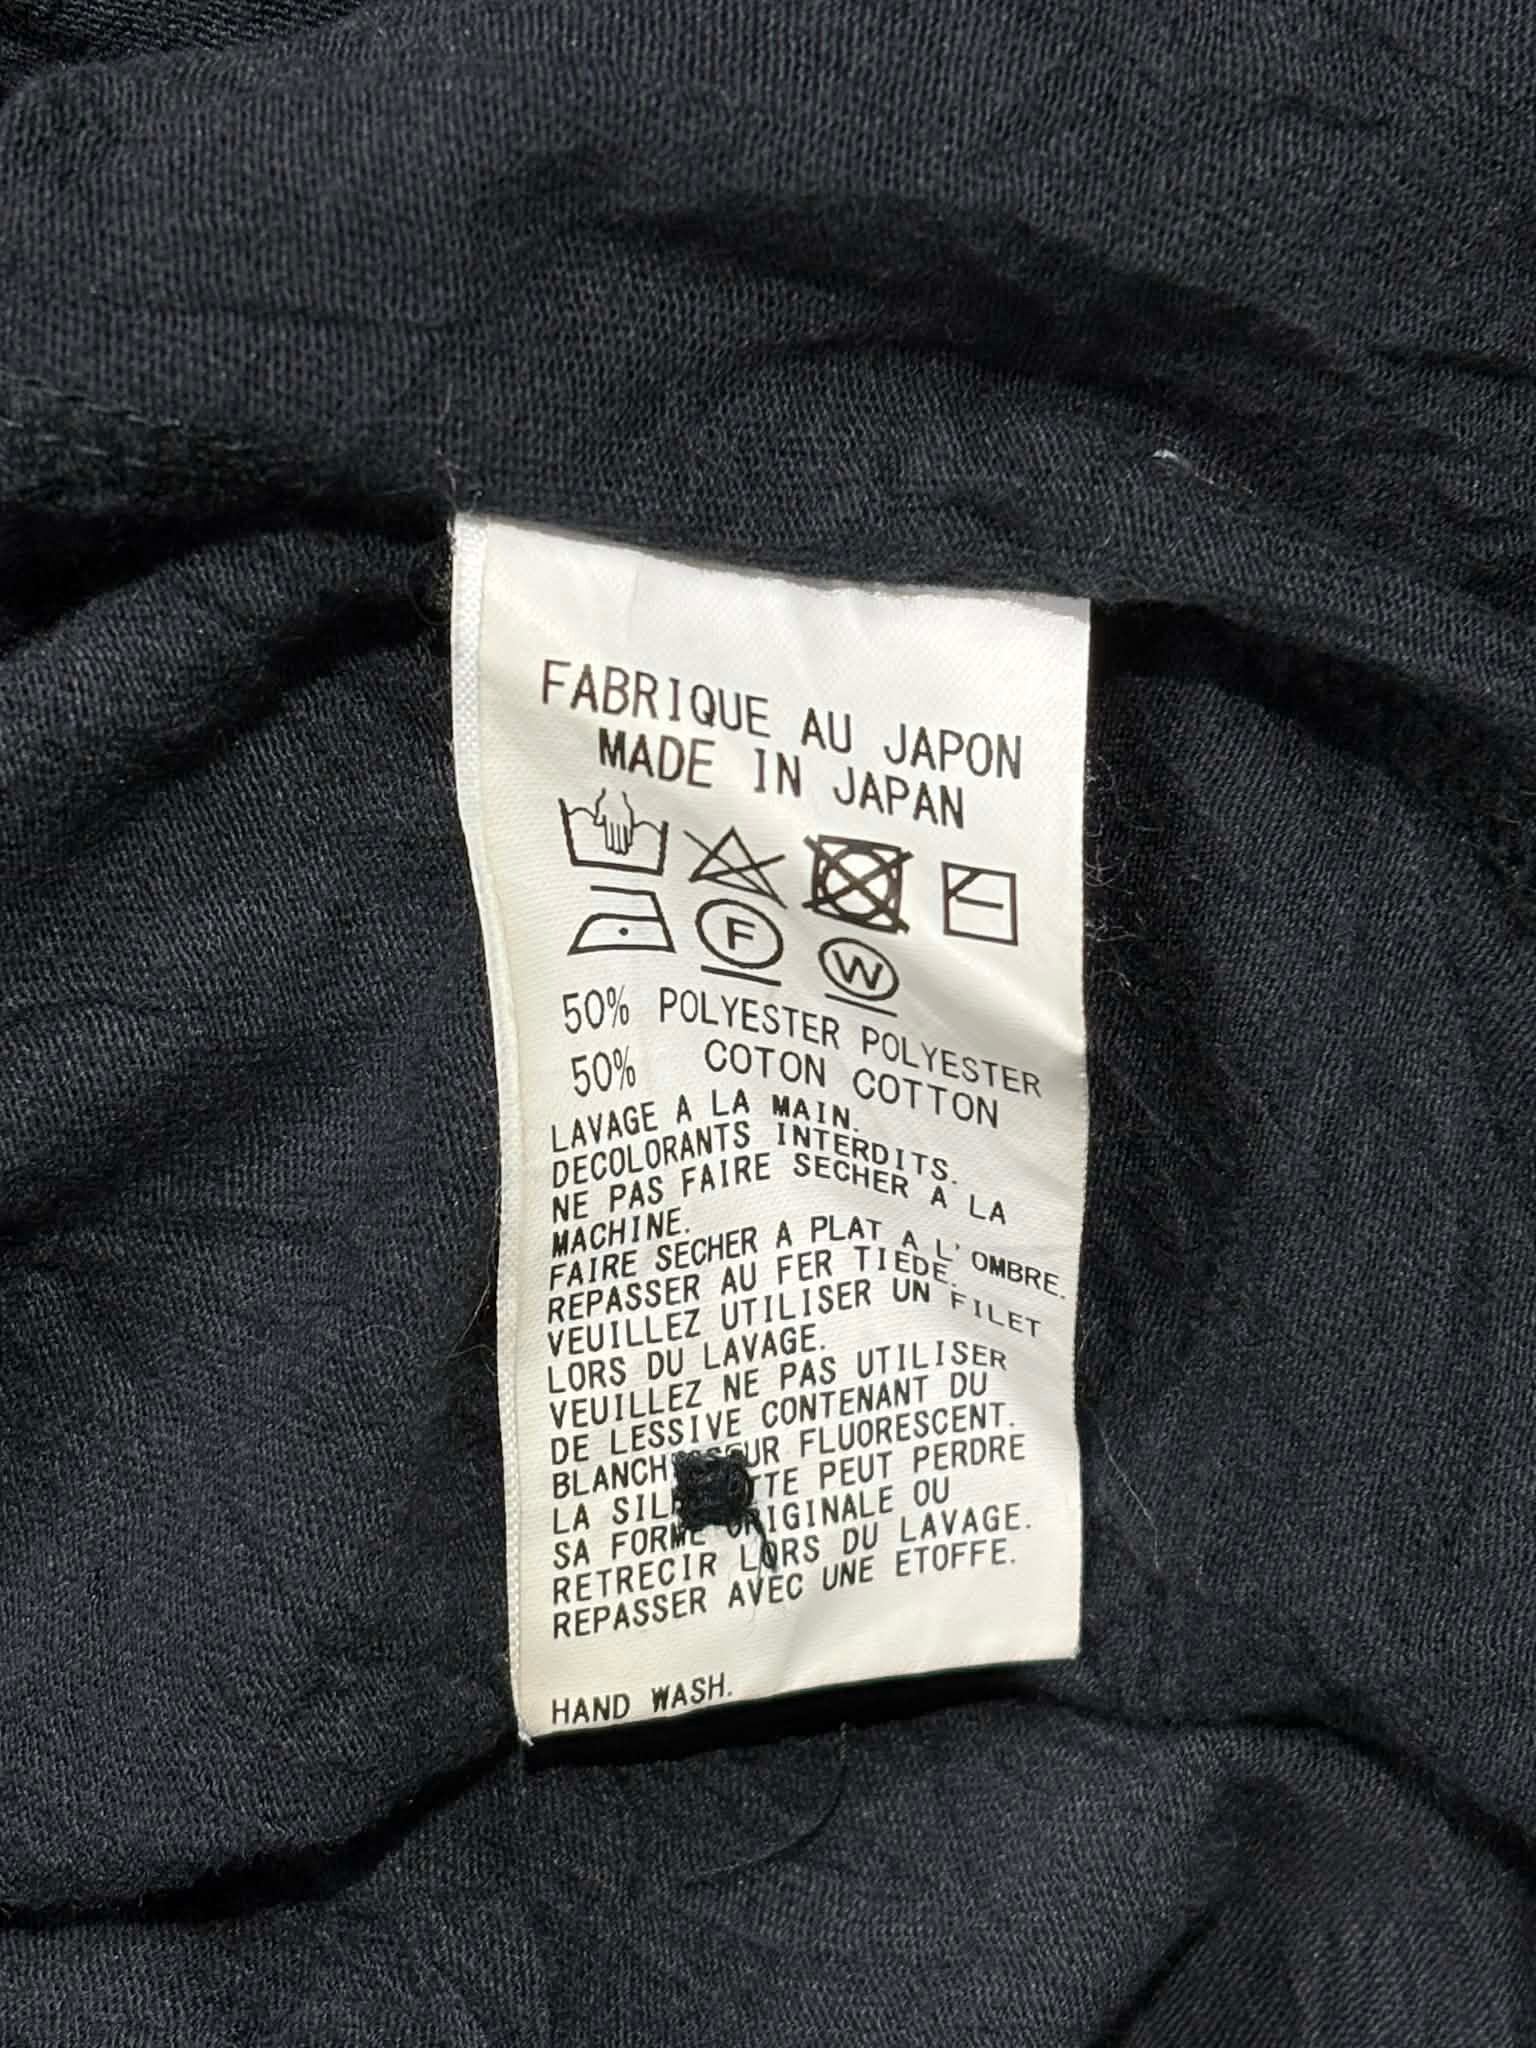 FABRIQUE AU JAPON
MADE IN JAPAN
F W
50% POLYESTER POLYESTER
50% COTON COTTON
LAVAGE A LA MAIN.
DECOLORANTS INTERDITS.
NE PAS FAIRE SECHER A LA
MACHINE.
FAIRE SECHER A PLAT A L'OMBRE.
REPASSER AU FER TIEDE.
VEUILLEZ UTILISER UN FILET
LORS DU LAVAGE.
VEUILLEZ NE PAS UTILISER
DE LESSIVE CONTENANT DU
FLUORESCENT.
LA PEUT PERDRE
SA FORME ORIGINALE OU
RETRECIR LORS DU LAVAGE.
REPASSER AVEC UNE ETOFFE.
HAND WASH.